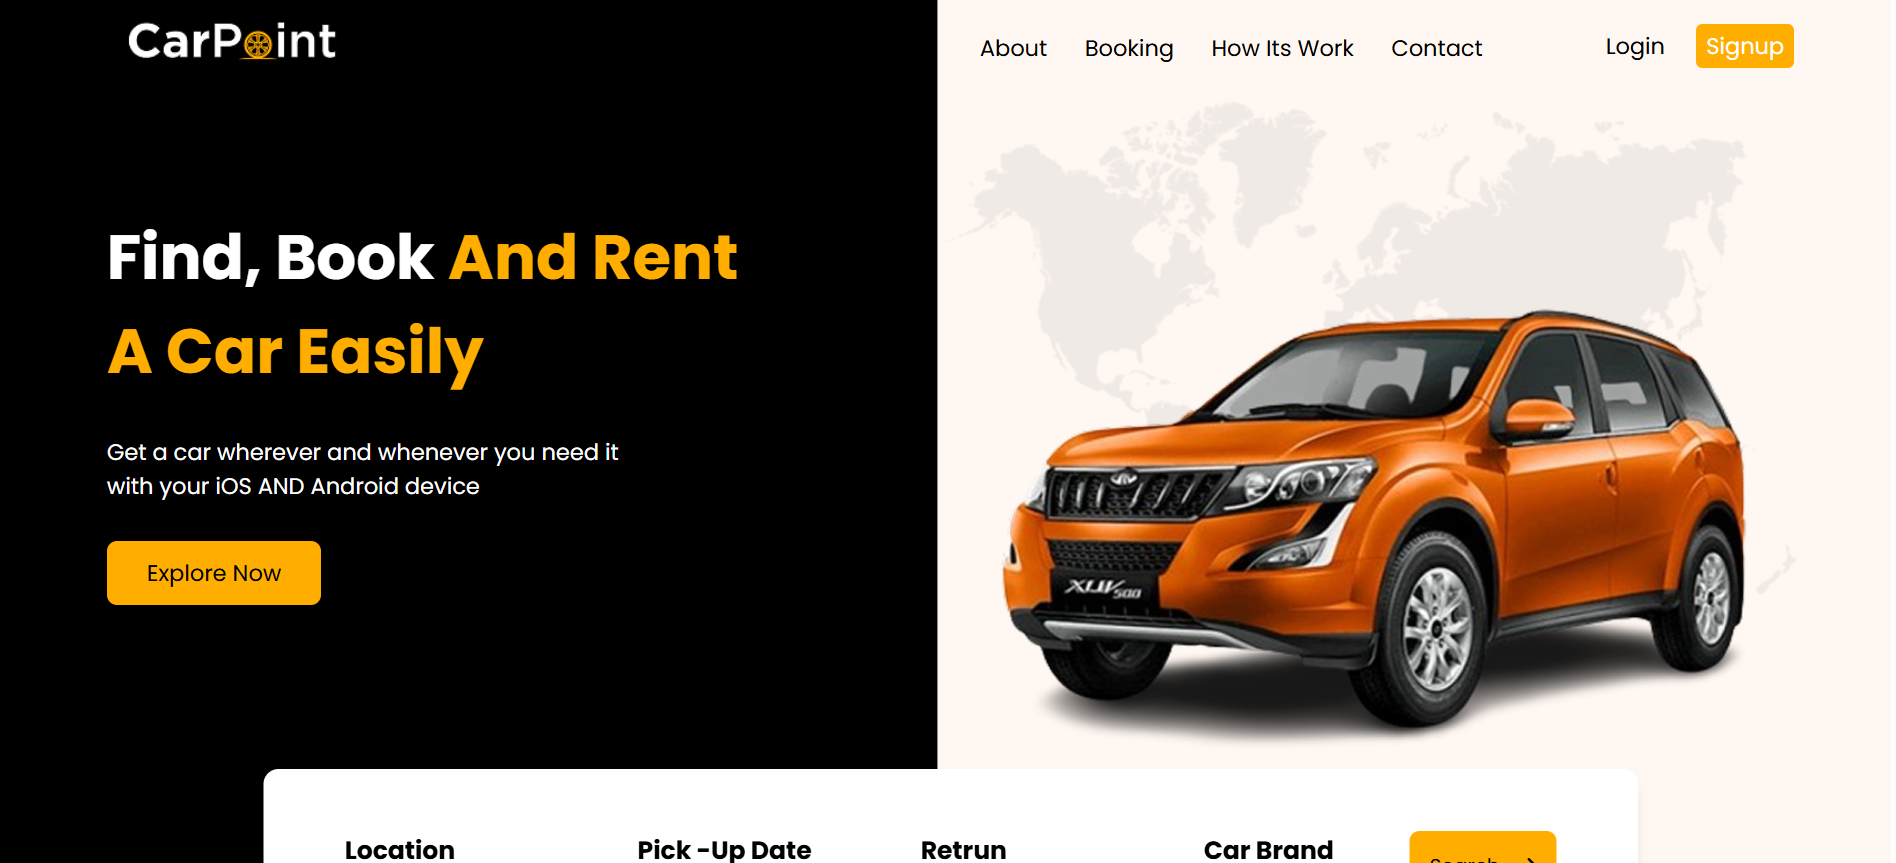 CarPoint
About Booking How Its Work Contact Login Signup
Find, Book And Rent
A Car Easily
Get a car wherever and whenever you need it
with your iOS AND Android device
Explore Now
XUV500
Location Pick -Up Date Retrun Car Brand Search